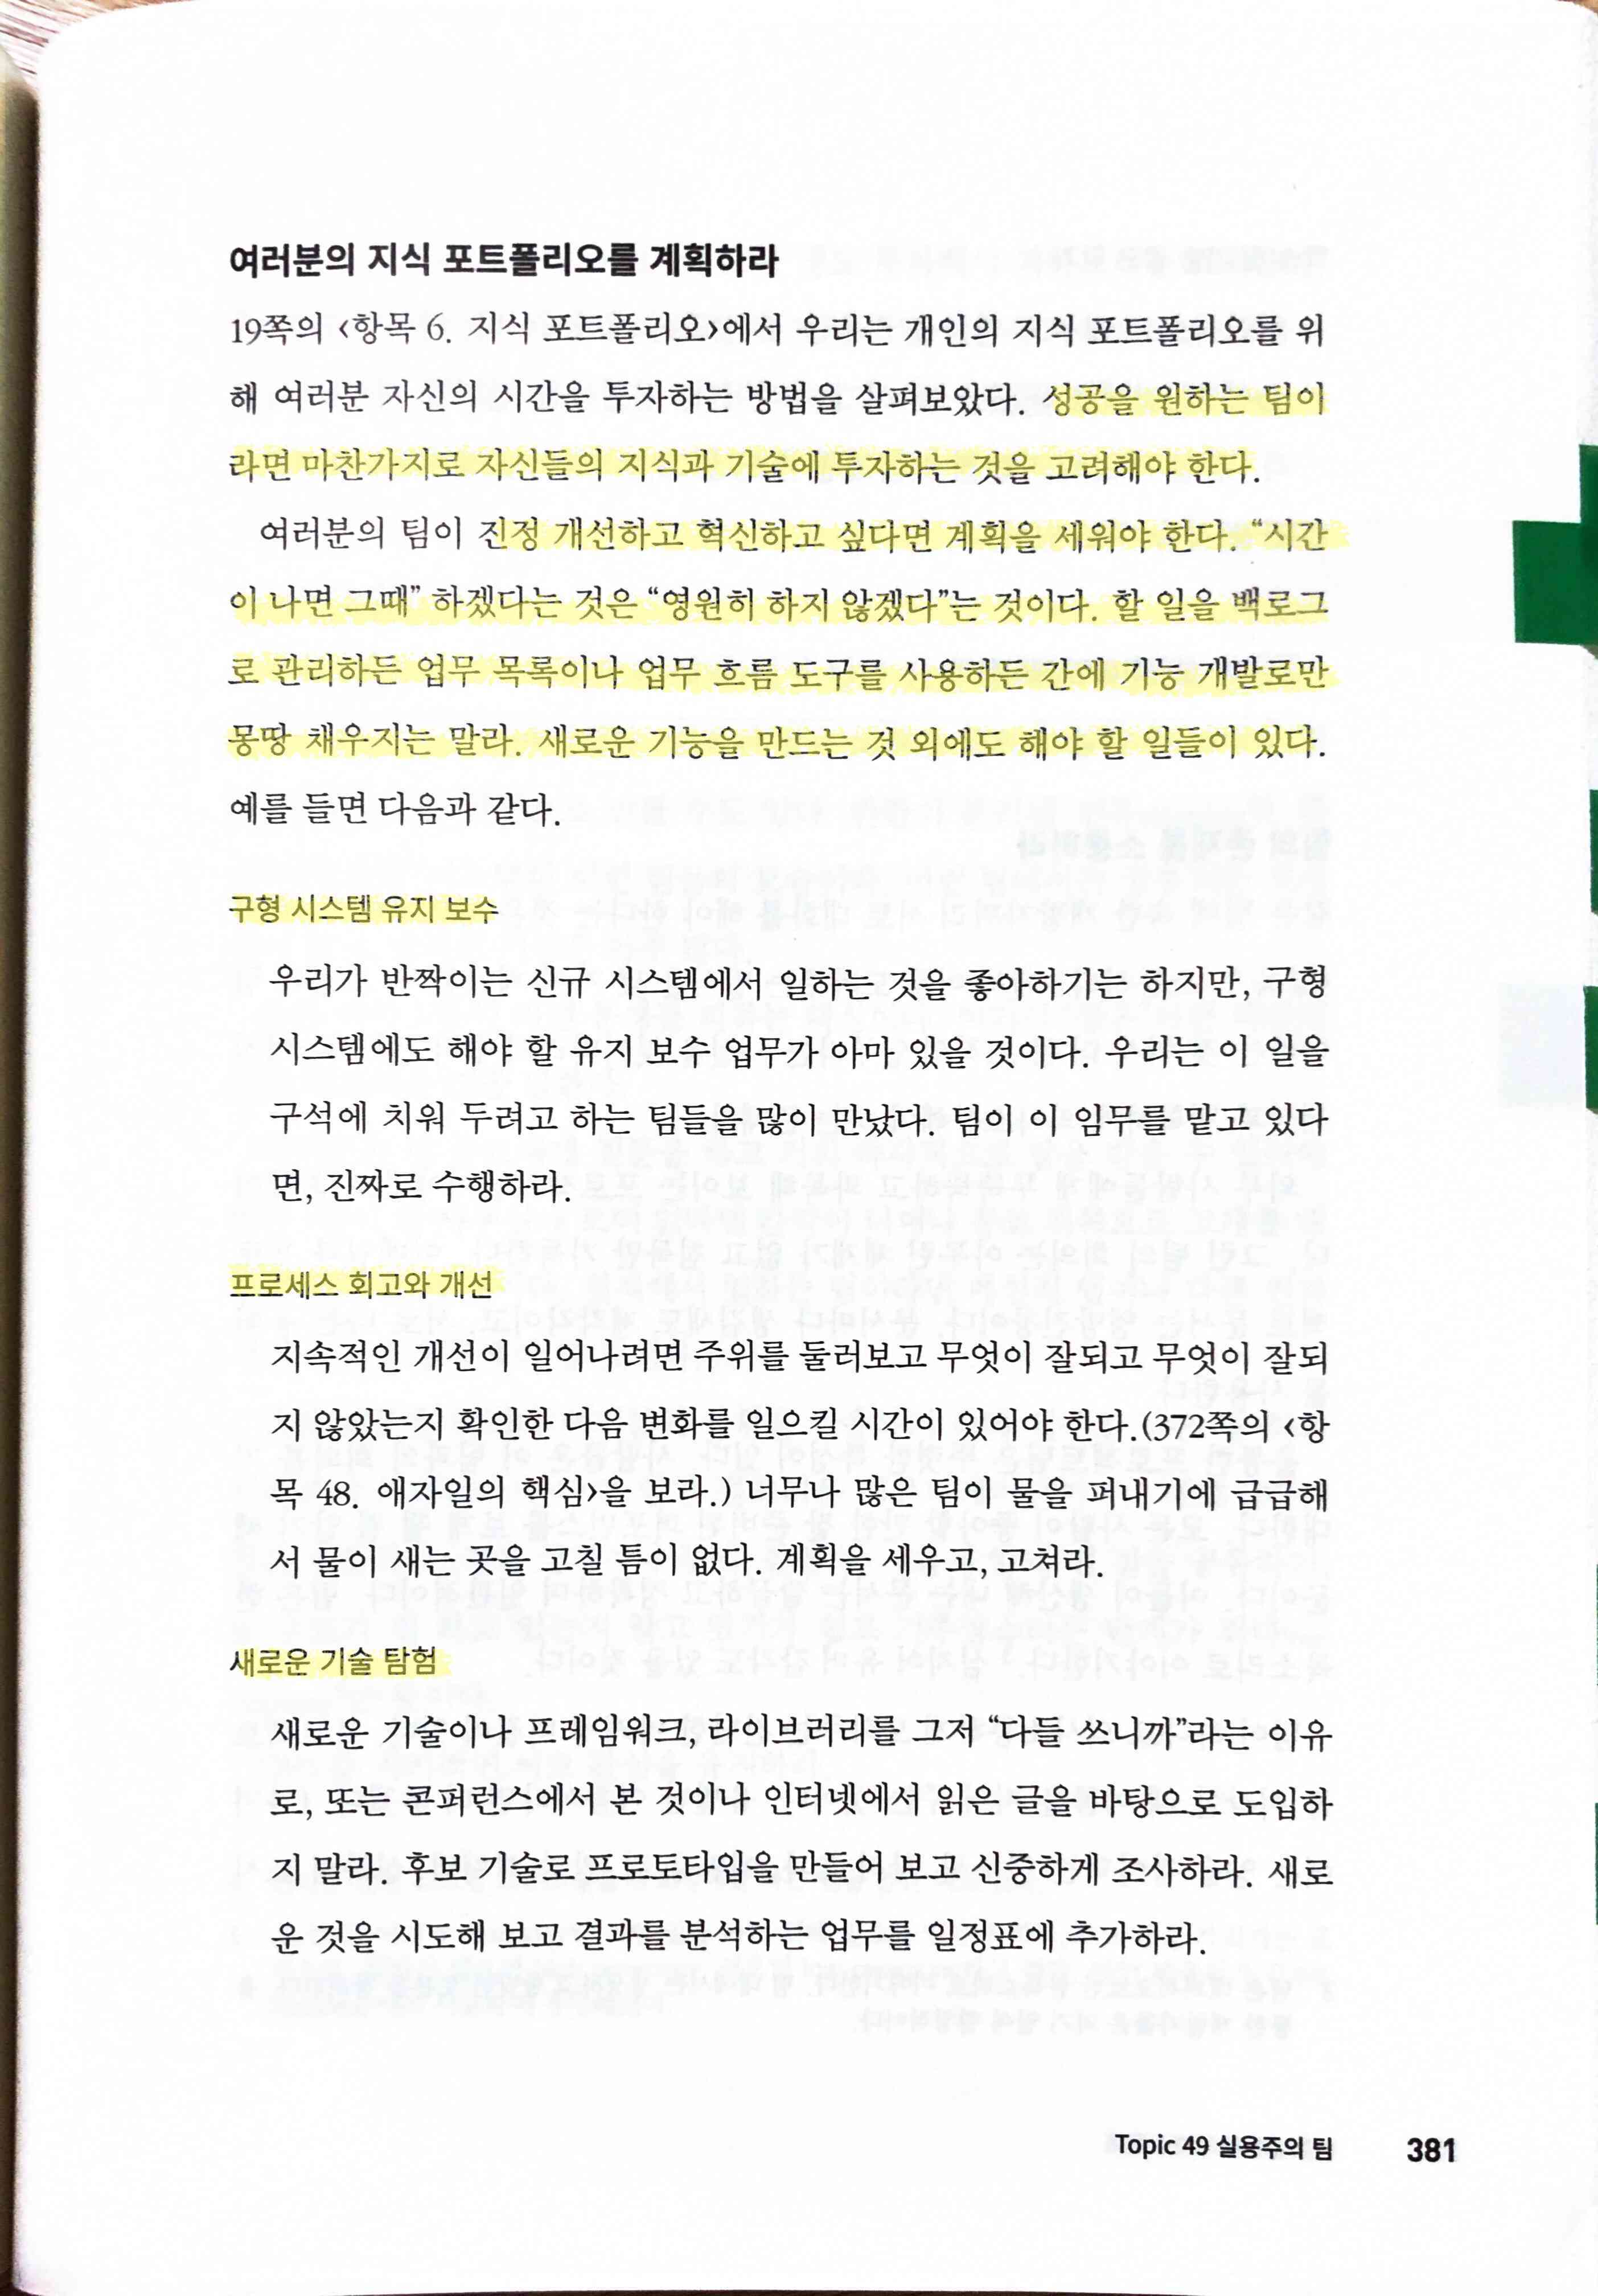 여러분의 지식 포트폴리오를 계획하라
19쪽의 <항목 6. 지식 포트폴리오>에서 우리는 개인의 지식 포트폴리오를 위
해 여러분 자신의 시간을 투자하는 방법을 살펴보았다. 성공을 원하는 팀이
라면 마찬가지로 자신들의 지식과 기술에 투자하는 것을 고려해야 한다.
여러분의 팀이 진정 개선하고 혁신하고 싶다면 계획을 세워야 한다. “시간
이 나면 그때” 하겠다는 것은 “영원히 하지 않겠다”는 것이다. 할 일을 백로그
로 관리하든 업무 목록이나 업무 흐름 도구를 사용하든 간에 기능 개발로만
몽땅 채우지는 말라. 새로운 기능을 만드는 것 외에도 해야 할 일들이 있다.
예를 들면 다음과 같다.
구형 시스템 유지 보수
우리가 반짝이는 신규 시스템에서 일하는 것을 좋아하기는 하지만, 구형
시스템에도 해야 할 유지 보수 업무가 아마 있을 것이다. 우리는 이 일을
구석에 치워 두려고 하는 팀들을 많이 만났다. 팀이 이 임무를 맡고 있다
면, 진짜로 수행하라.
프로세스 회고와 개선
지속적인 개선이 일어나려면 주위를 둘러보고 무엇이 잘되고 무엇이 잘되
지 않았는지 확인한 다음 변화를 일으킬 시간이 있어야 한다.(372쪽의 <항
목 48. 애자일의 핵심>을 보라.) 너무나 많은 팀이 물을 퍼내기에 급급해
서 물이 새는 곳을 고칠 틈이 없다. 계획을 세우고, 고쳐라.
새로운 기술 탐험
새로운 기술이나 프레임워크, 라이브러리를 그저 “다들 쓰니까”라는 이유
로, 또는 콘퍼런스에서 본 것이나 인터넷에서 읽은 글을 바탕으로 도입하
지 말라. 후보 기술로 프로토타입을 만들어 보고 신중하게 조사하라. 새로
운 것을 시도해 보고 결과를 분석하는 업무를 일정표에 추가하라.
Topic 49 실용주의 팀 381